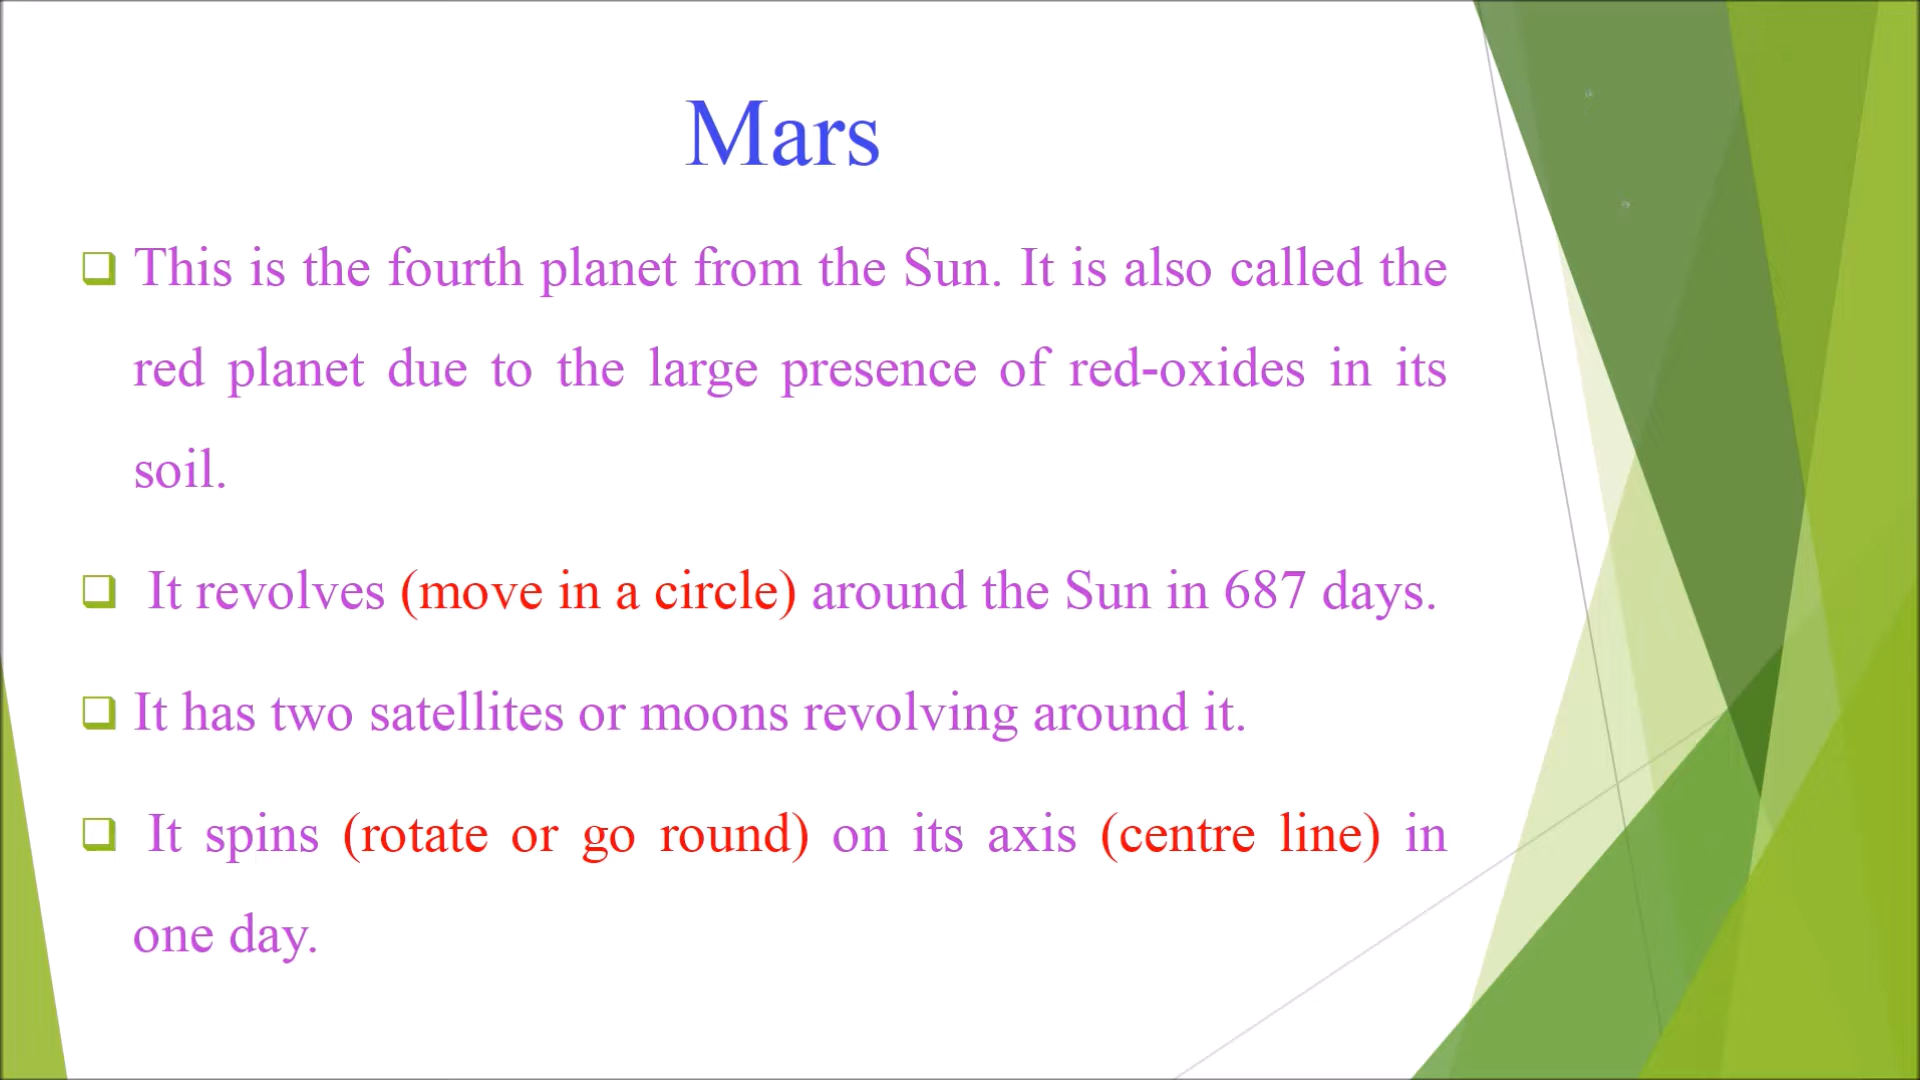 Mars
This is the fourth planet from the Sun. It is also called the
red planet due to the large presence of red-oxides in its
soil.
It revolves (move in a circle) around the Sun in 687 days.
It has two satellites or moons revolving around it.
It spins (rotate or go round) on its axis (centre line) in
one day.